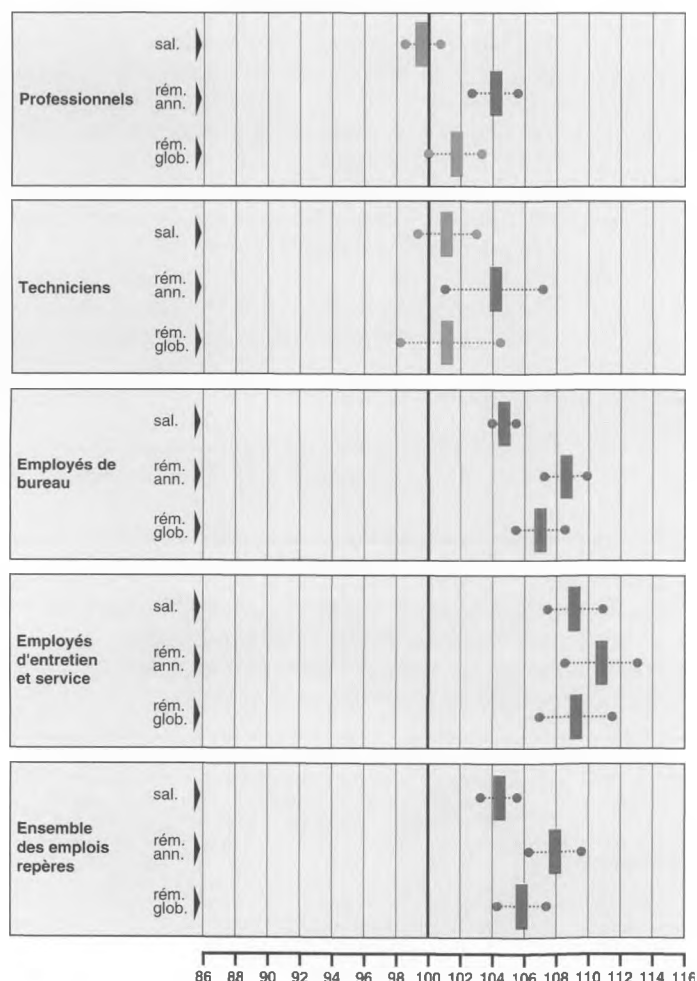 sal.
Professionnels
rém.
ann.
rém.
glob.
sal.
Techniciens
rém.
ann.
rém.
glob.
sal.
Employés de
bureau
rém.
ann.
rém.
glob.
sal.
Employés
d'entretien
et service
rém.
ann.
rém.
glob.
sal.
Ensemble
des emplois
repères
rém.
ann.
rém.
glob.
86 88 90 92 94 96 98 100 102 104 106 108 110 112 114 116